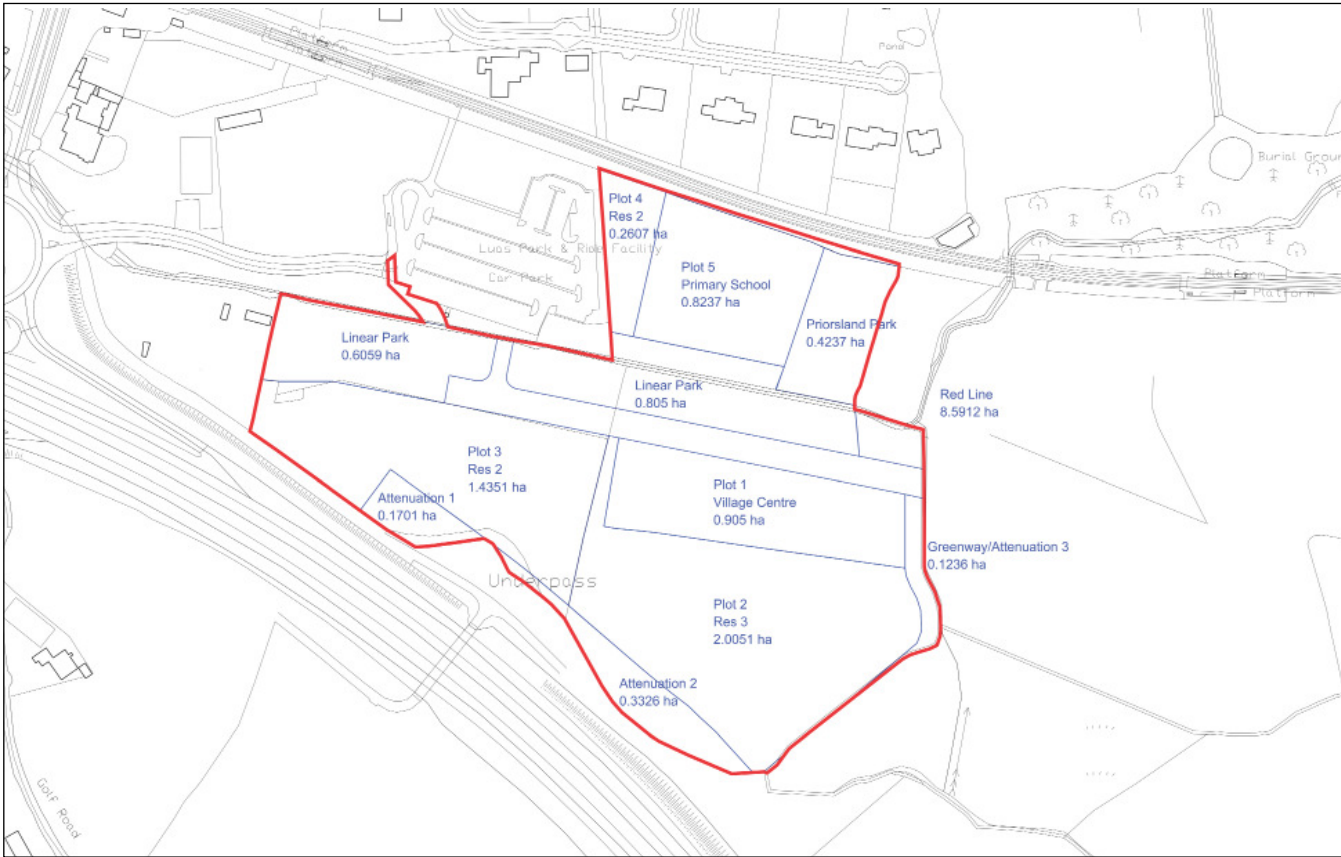 Platform
Platform
Pond
Burial Groun
Plot 4
Res 2
0.2607 ha
Luas Park & Ride Facility
Car Park
Plot 5
Primary School
0.8237 ha
Platform
Platform
Priorsland Park
0.4237 ha
Linear Park
0.6059 ha
Linear Park
0.805 ha
Red Line
8.5912 ha
Plot 3
Res 2
1.4351 ha
Plot 1
Village Centre
0.905 ha
Attenuation 1
0.1701 ha
Greenway/Attenuation 3
0.1236 ha
Underpass
Plot 2
Res 3
2.0051 ha
Attenuation 2
0.3326 ha
Golf Road